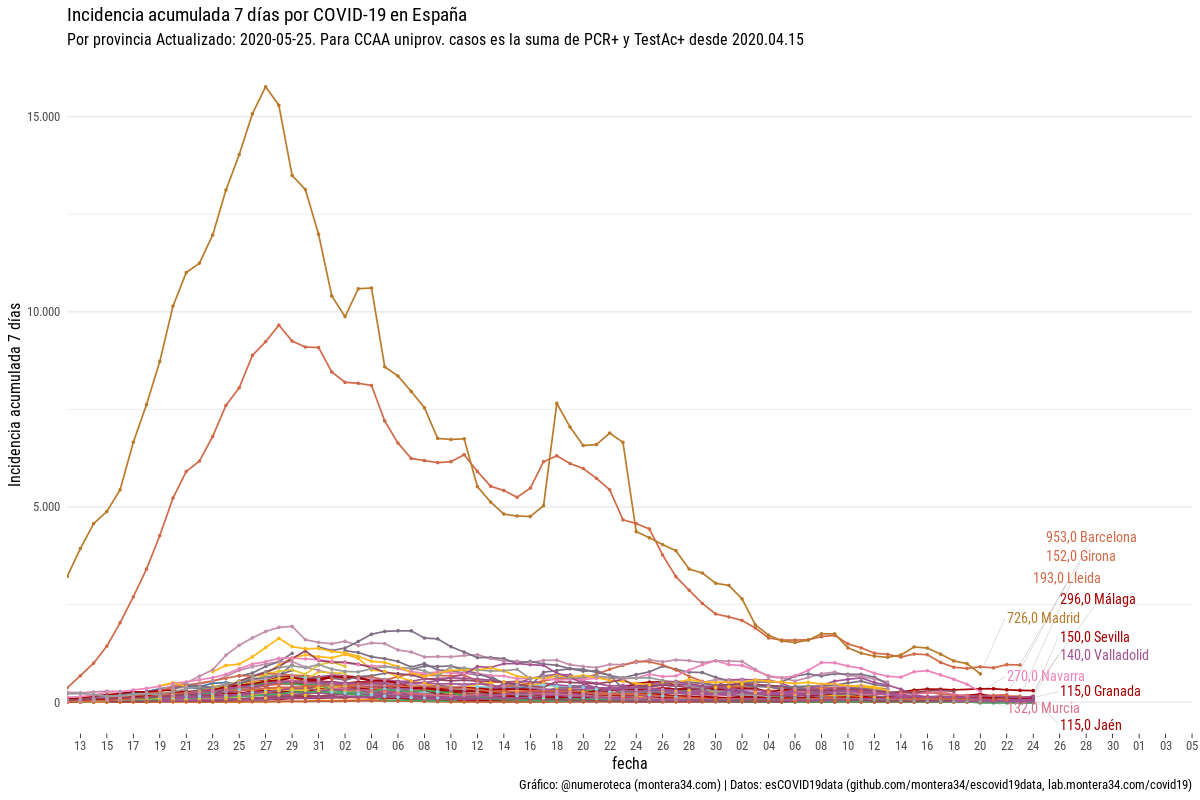 Incidencia acumulada 7 días por COVID-19 en España
Por provincia Actualizado: 2020-05-25. Para CCAA uniprov. casos es la suma de PCR+ y TestAc+ desde 2020.04.15
Incidencia acumulada 7 días
15.000
10.000
5.000
0
953,0 Barcelona
152,0 Girona
193,0 Lleida
296,0 Málaga
726,0 Madrid
150,0 Sevilla
140,0 Valladolid
270,0 Navarra
115,0 Granada
132,0 Murcia
115,0 Jaén
13 15 17 19 21 23 25 27 29 31 02 04 06 08 10 12 14 16 18 20 22 24 26 28 30 02 04 06 08 10 12 14 16 18 20 22 24 26 28 30 01 03 05
fecha
Gráfico: @numeroteca (montera34.com) | Datos: esCOVID19data (github.com/montera34/escovid19data, lab.montera34.com/covid19)